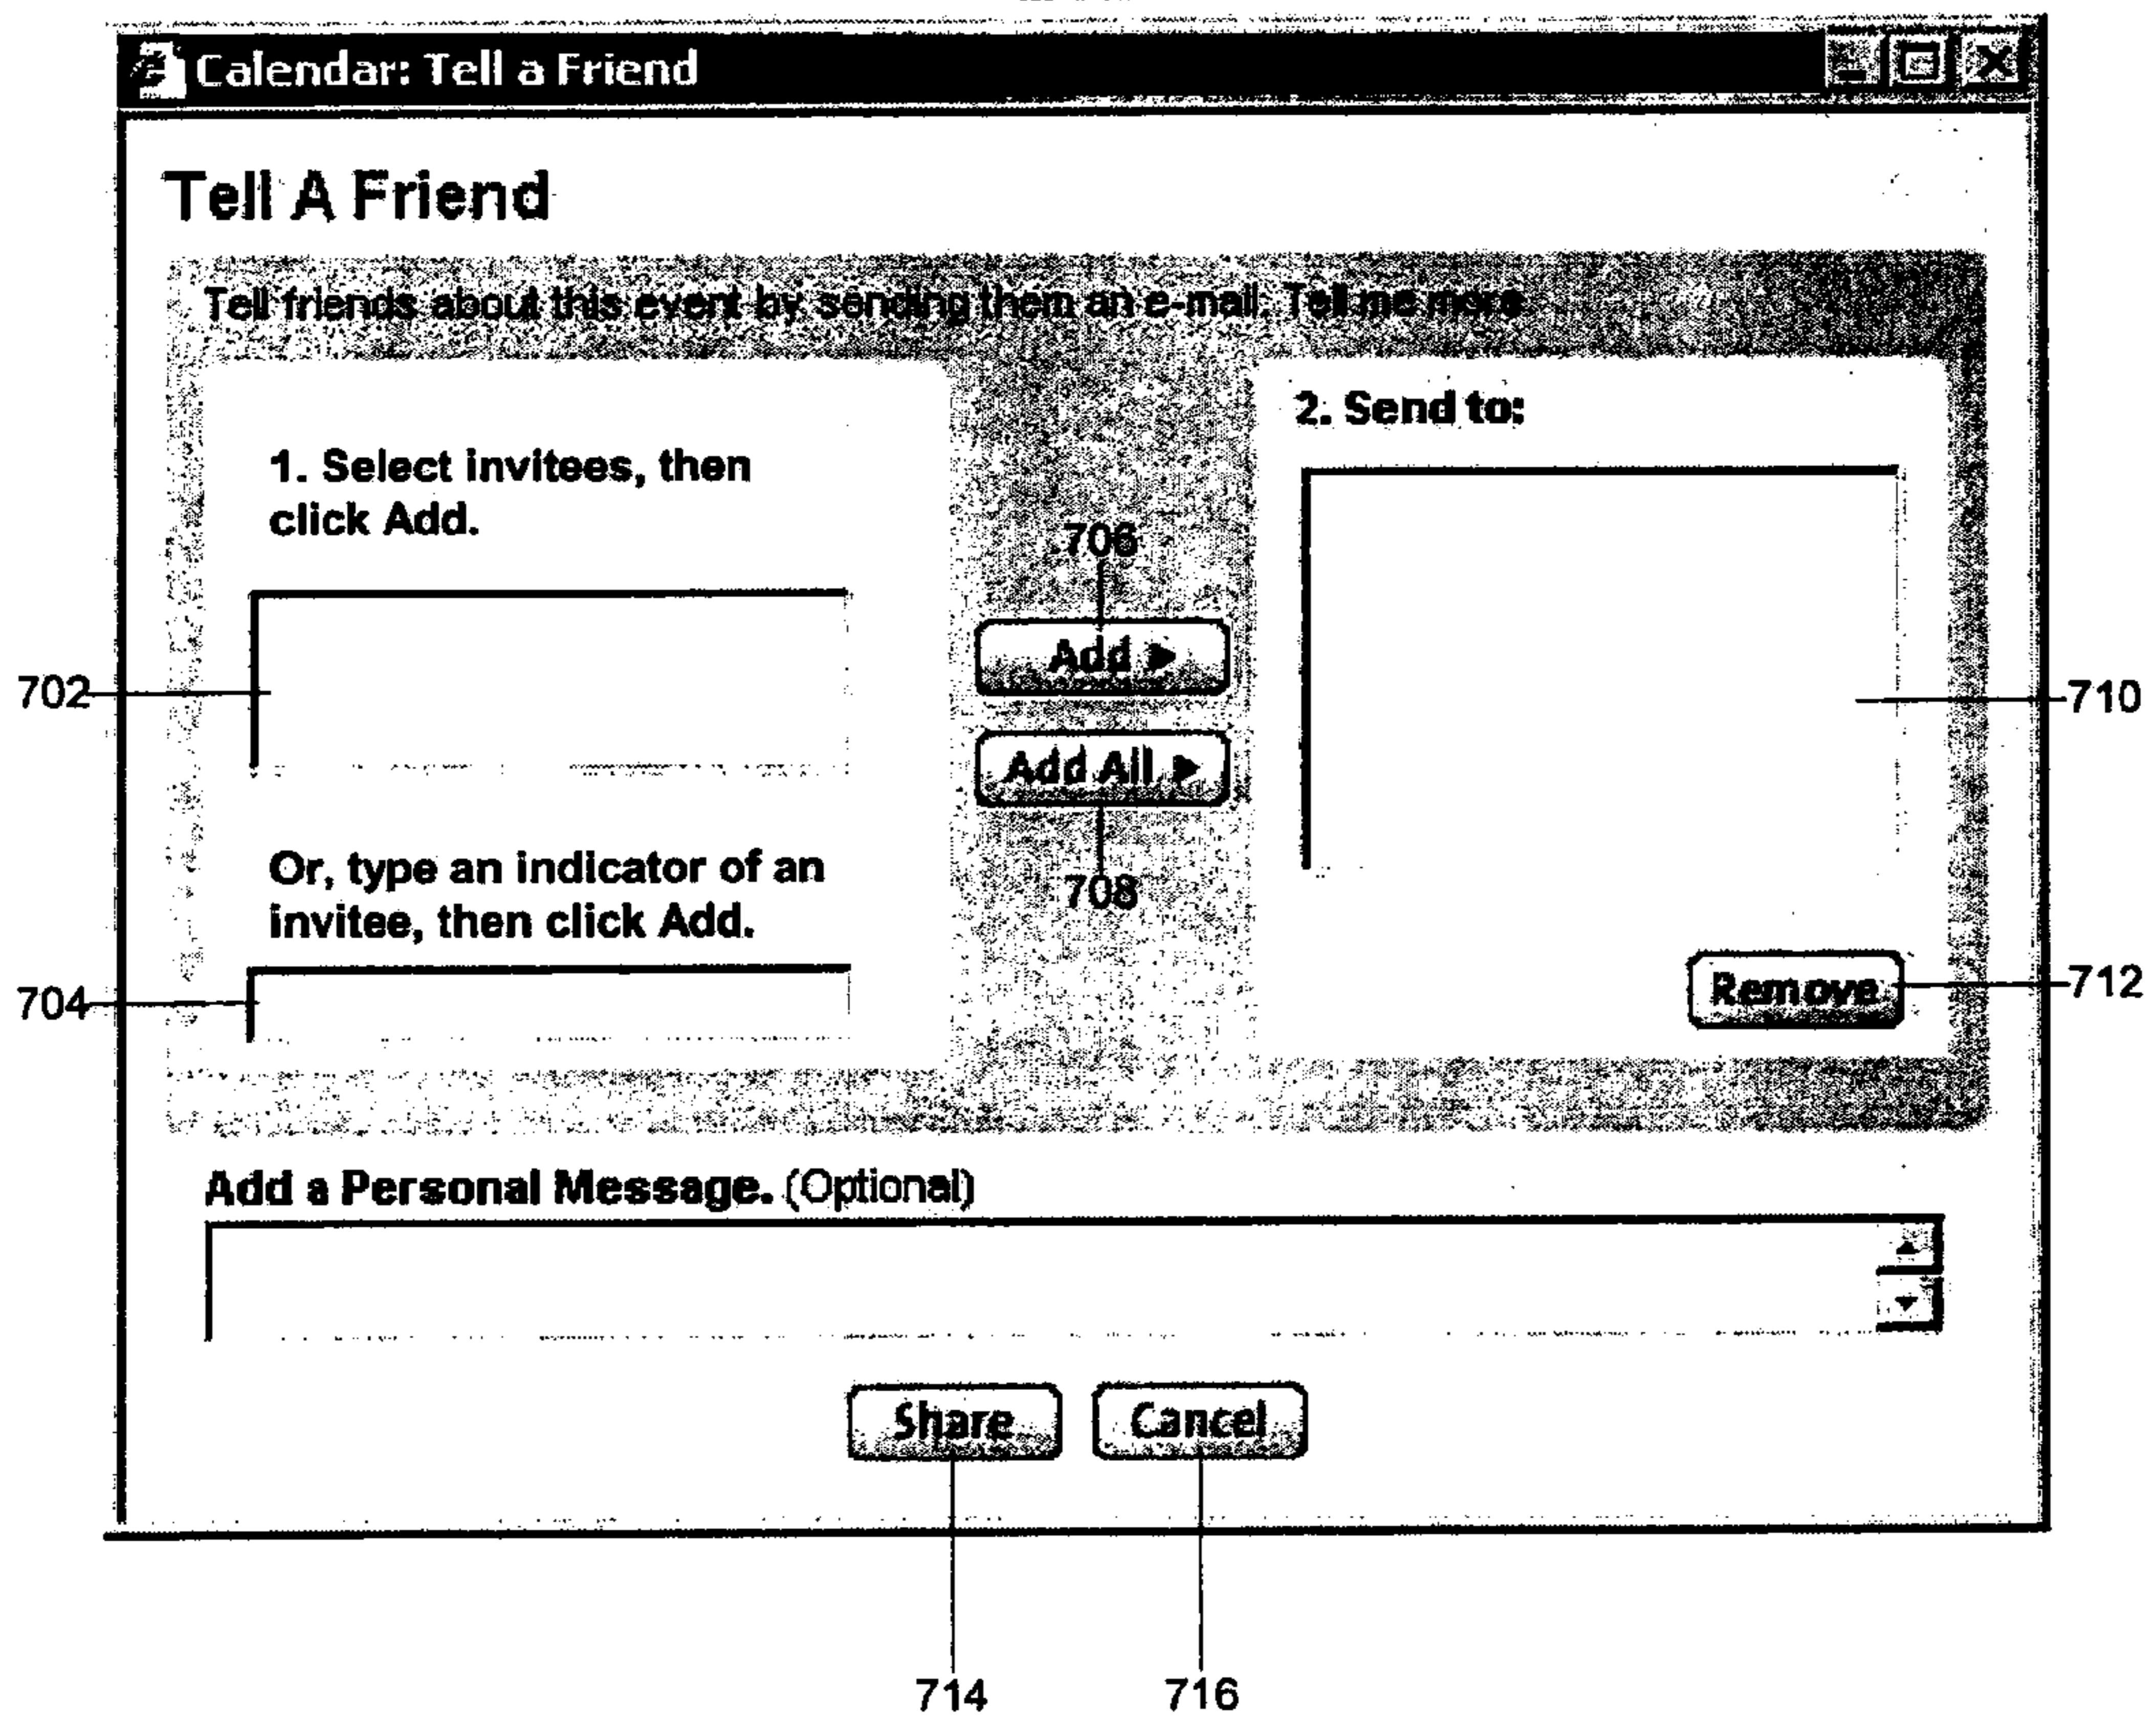 Calendar: Tell a Friend
Tell A Friend
Tell friends about this event by sending them an e-mail. Tell me more
1. Select invitees, then
click Add.
2. Send to:
706
Add
702
710
Add All
Or, type an indicator of an
invitee, then click Add.
708
704
Remove
712
Add a Personal Message. (Optional)
Share
Cancel
714
716